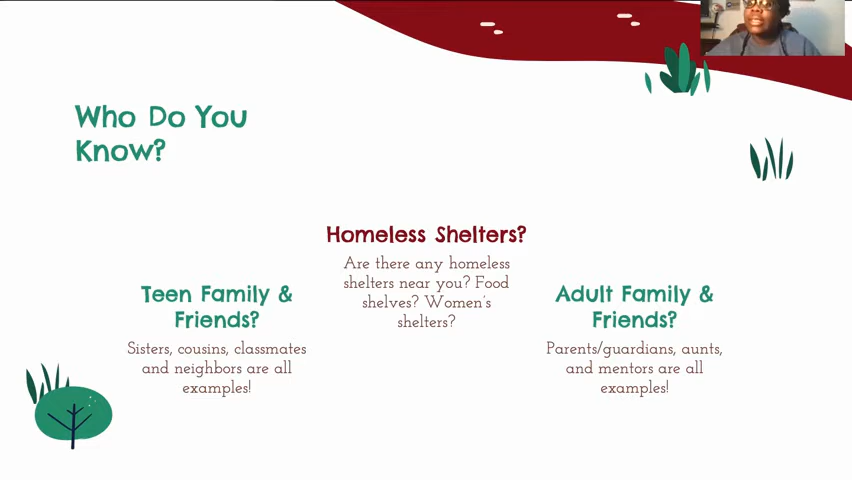 Who Do You
Know?
Homeless Shelters?
Are there any homeless
shelters near you? Food
shelves? Women's
shelters?
Teen Family &
Friends?
Sisters, cousins, classmates
and neighbors are all
examples!
Adult Family &
Friends?
Parents/guardians, aunts,
and mentors are all
examples!